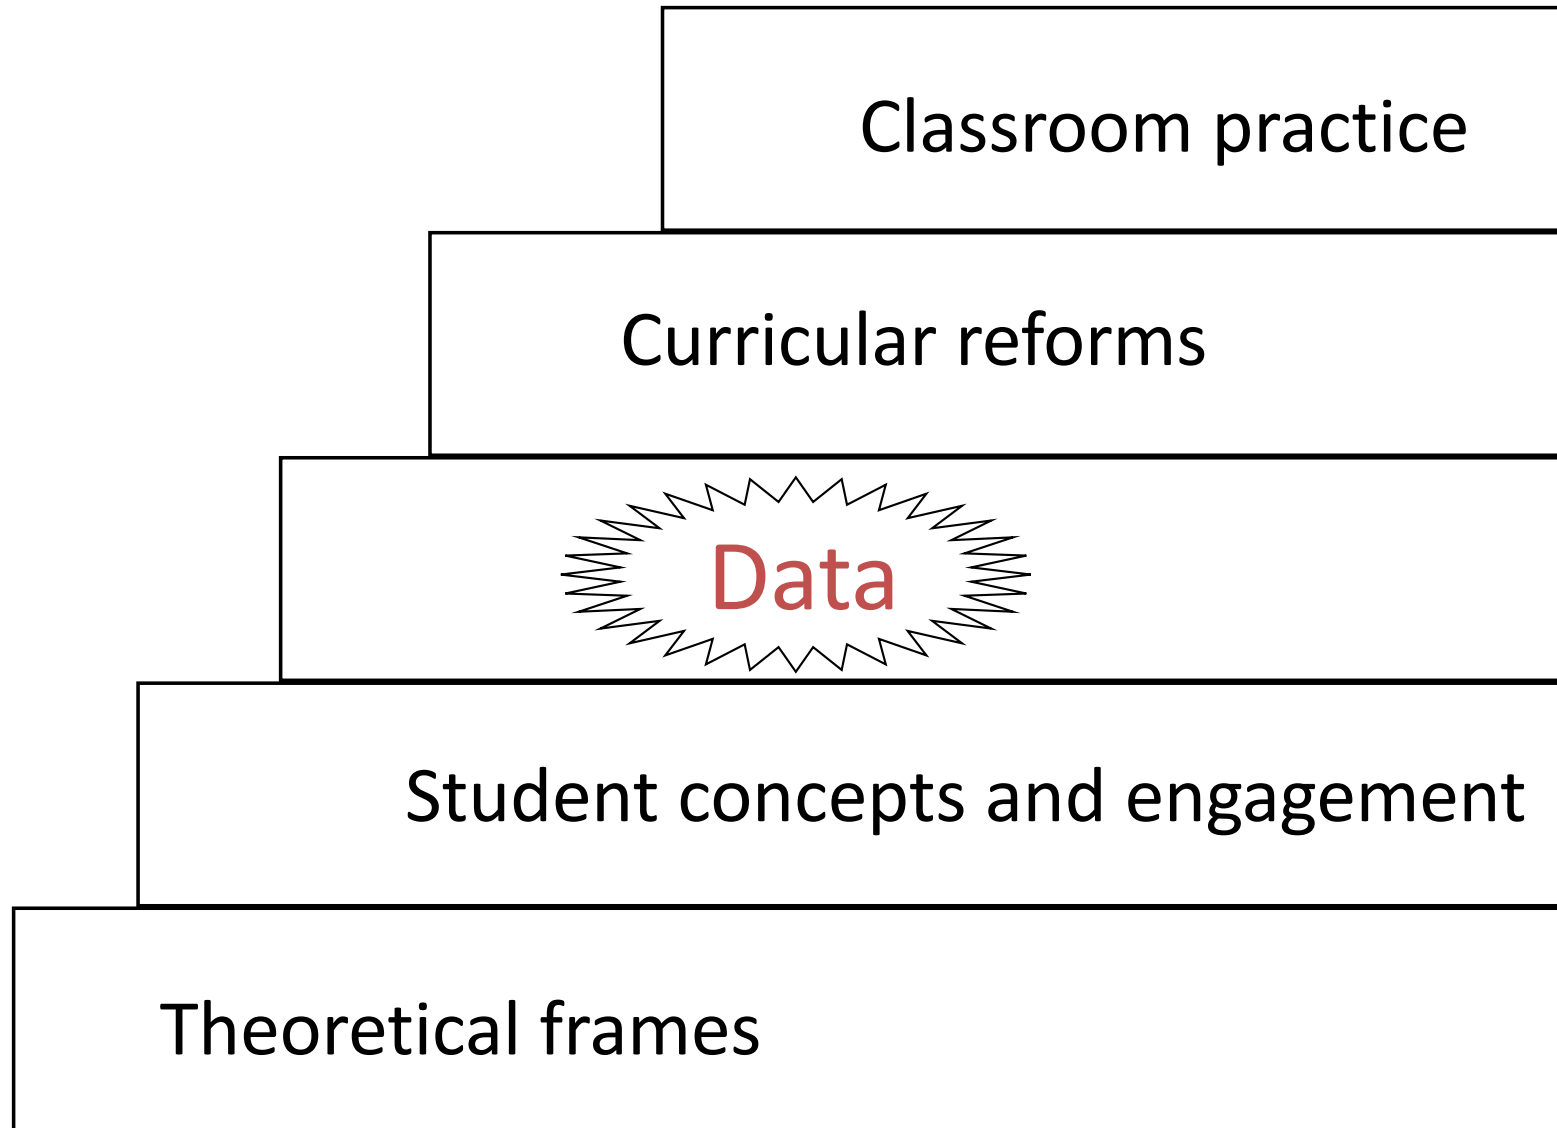 Classroom practice
Curricular reforms
Data
Student concepts and engagement
Theoretical frames